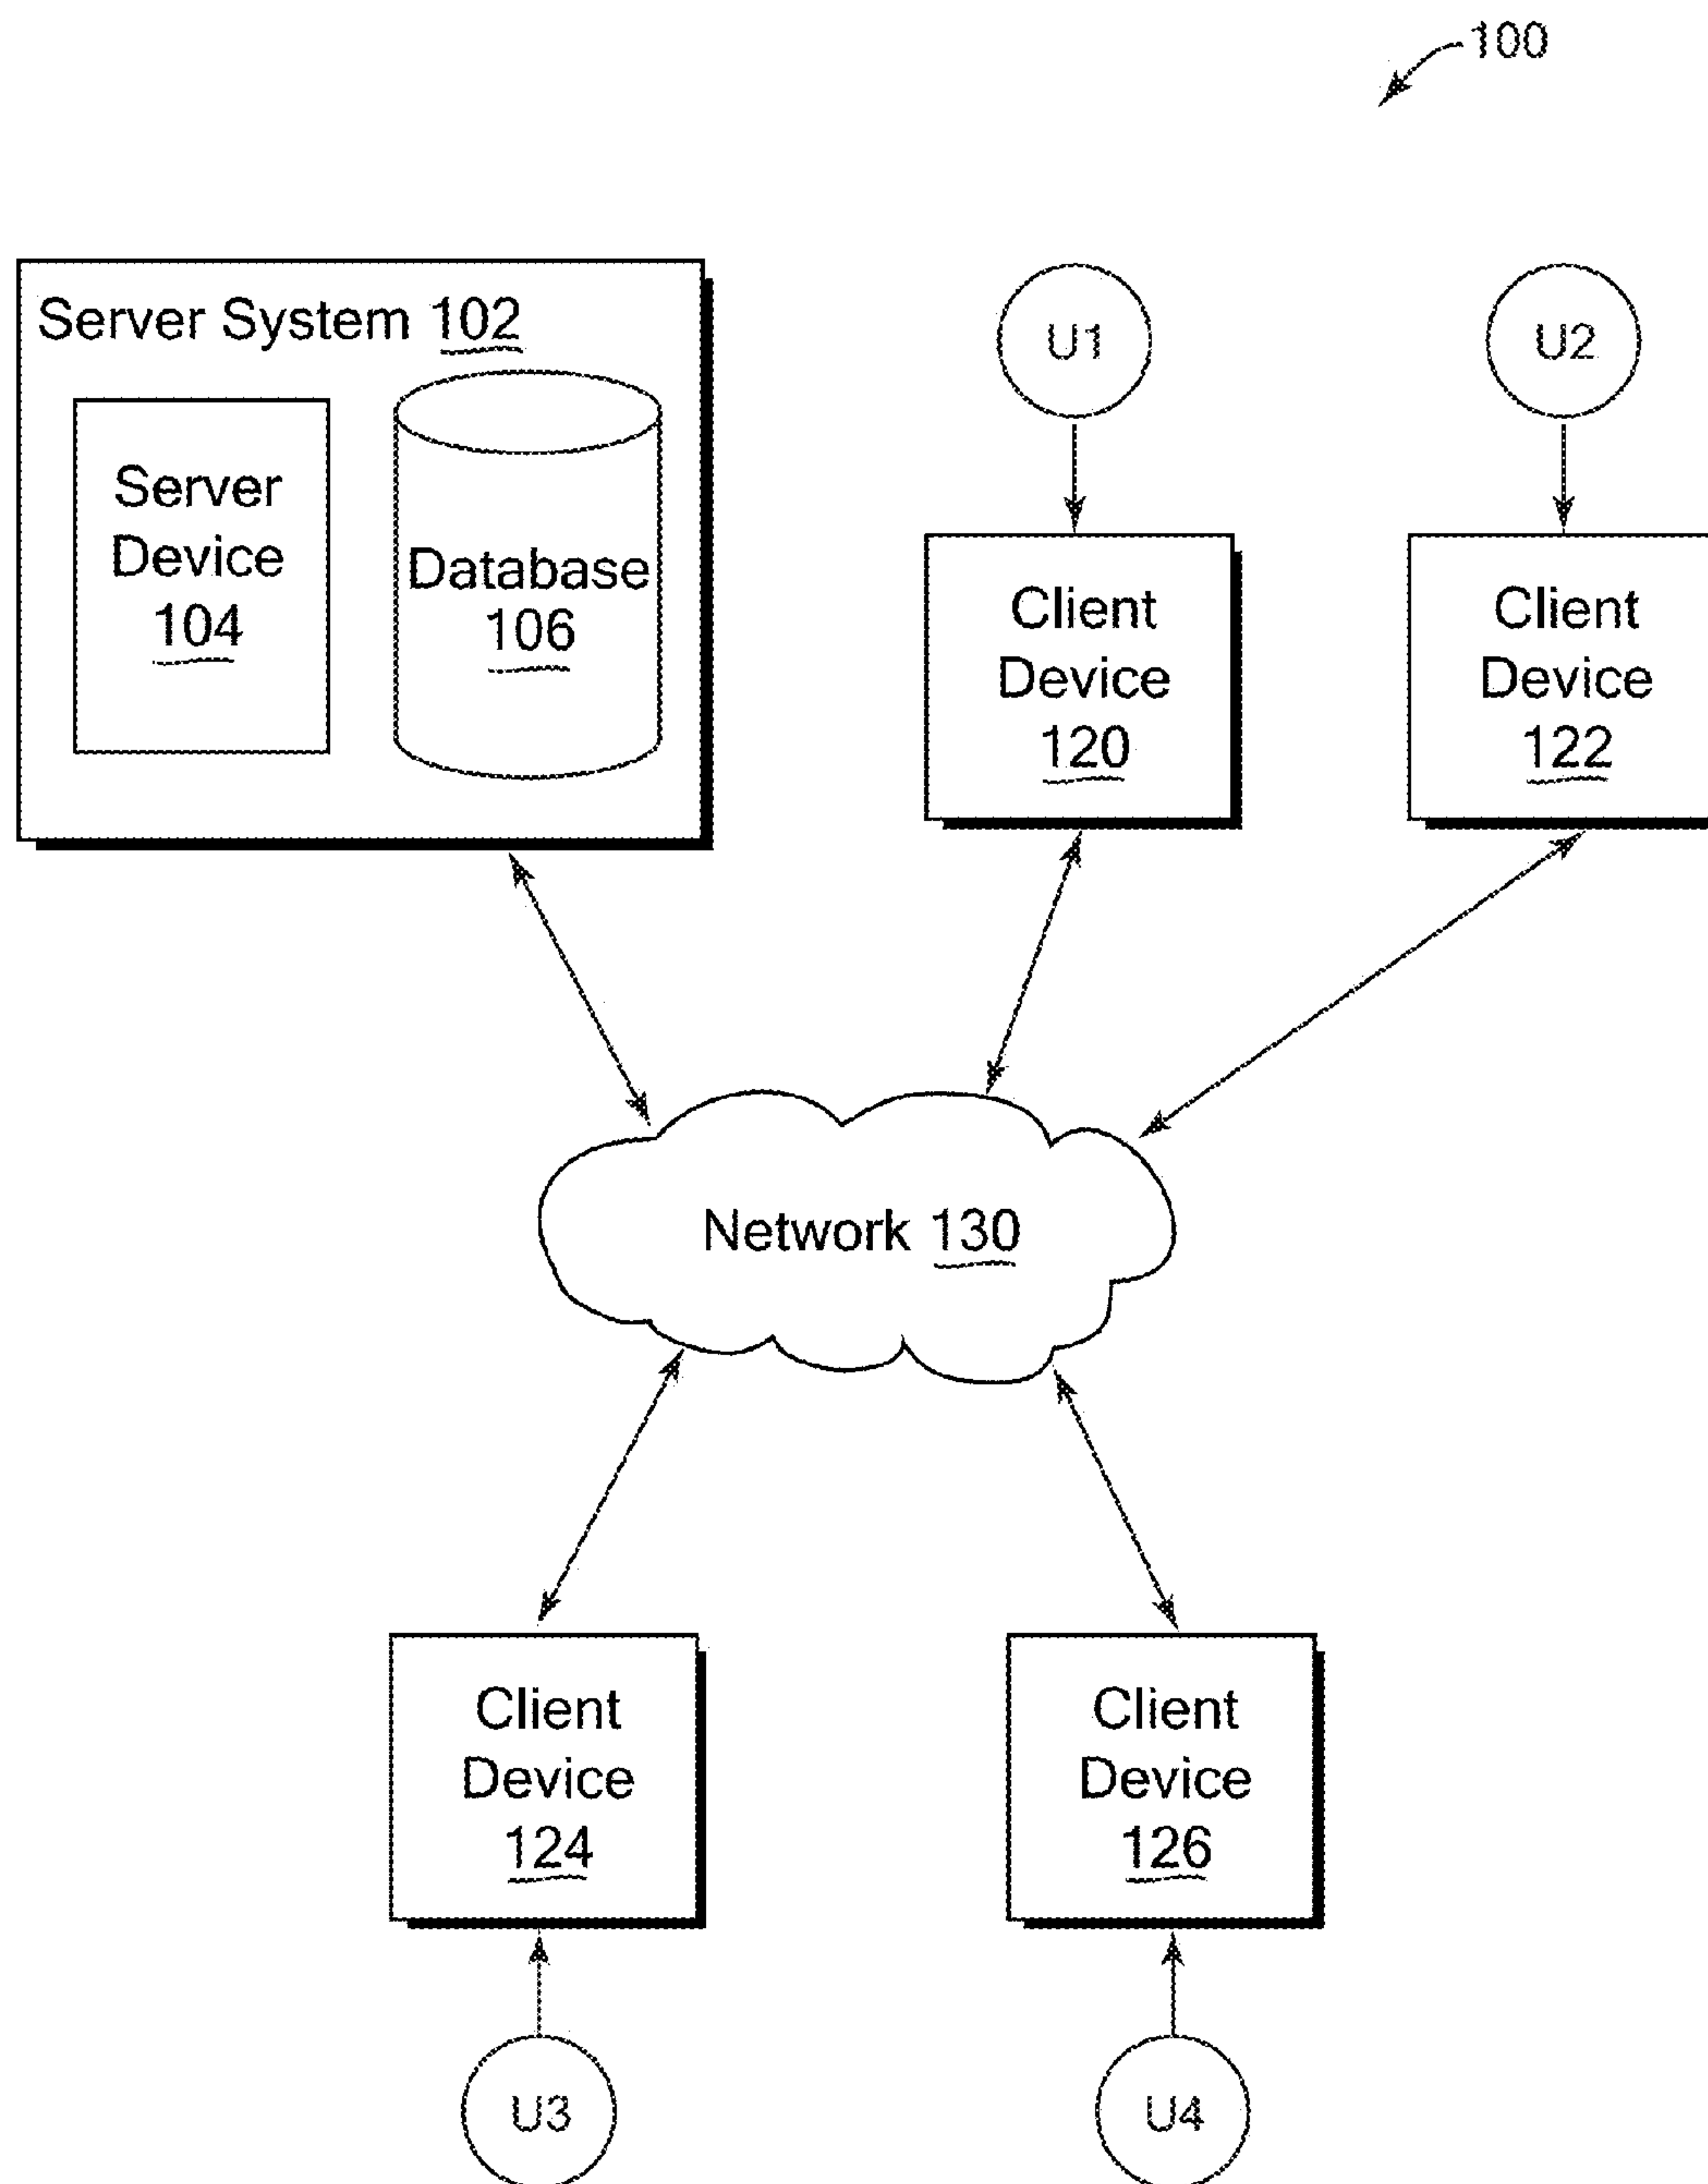 100
Server System 102
Server
Device
104
Database
106
U1
U2
Client
Device
120
Client
Device
122
Network 130
Client
Device
124
Client
Device
126
U3
U4